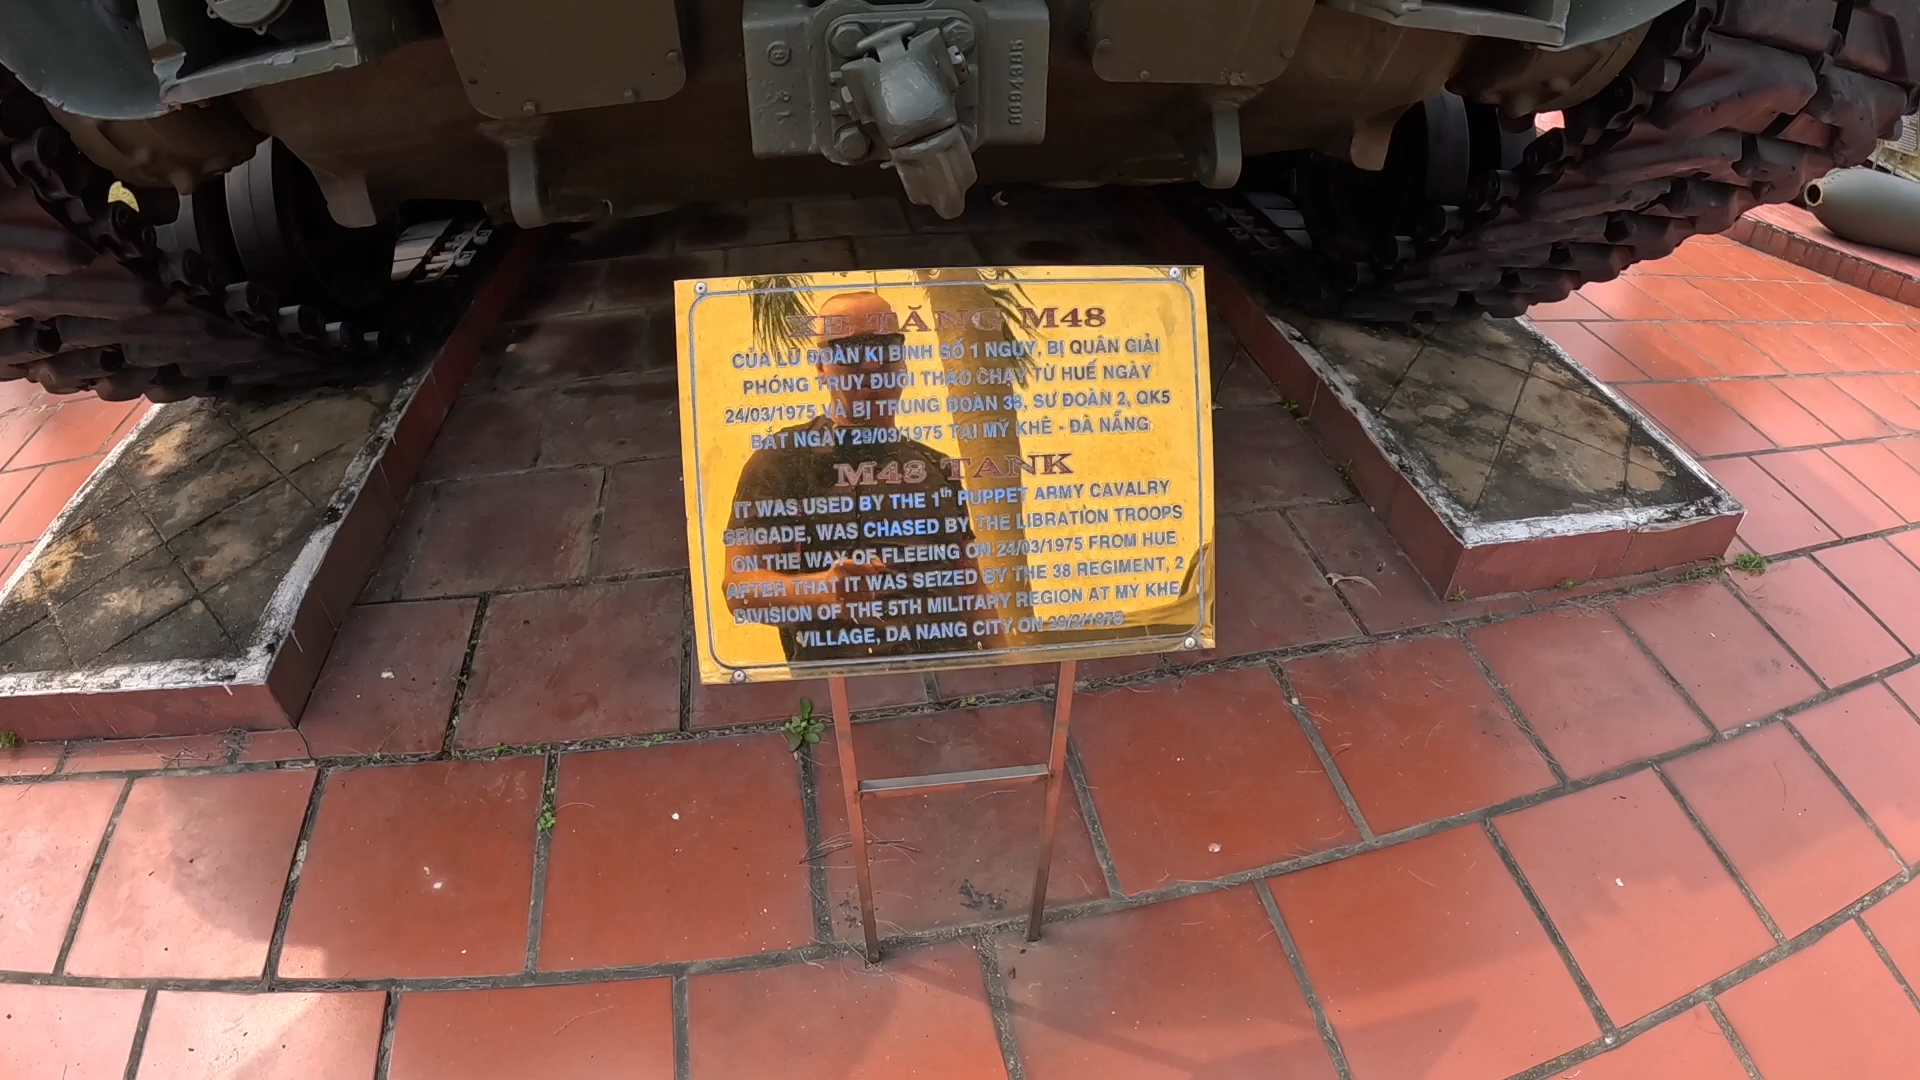 8094386
XE TĂNG M48
CỦA LỮ ĐOÀN KỊ BINH SỐ 1 NGỤY, BỊ QUÂN GIẢI
PHÓNG TRUY ĐUỔI THÁO CHẠY TỪ HUẾ NGÀY
24/03/1975 VÀ BỊ TRUNG ĐOÀN 38, SƯ ĐOÀN 2, QK5
BẮT NGÀY 29/03/1975 TẠI MỸ KHÊ - ĐÀ NẴNG
M48 TANK
IT WAS USED BY THE 1th PUPPET ARMY CAVALRY
BRIGADE, WAS CHASED BY THE LIBRATION TROOPS
ON THE WAY OF FLEEING ON 24/03/1975 FROM HUE
AFTER THAT IT WAS SEIZED BY THE 38 REGIMENT, 2
DIVISION OF THE 5TH MILITARY REGION AT MY KHE
VILLAGE, DA NANG CITY ON 29/3/1975